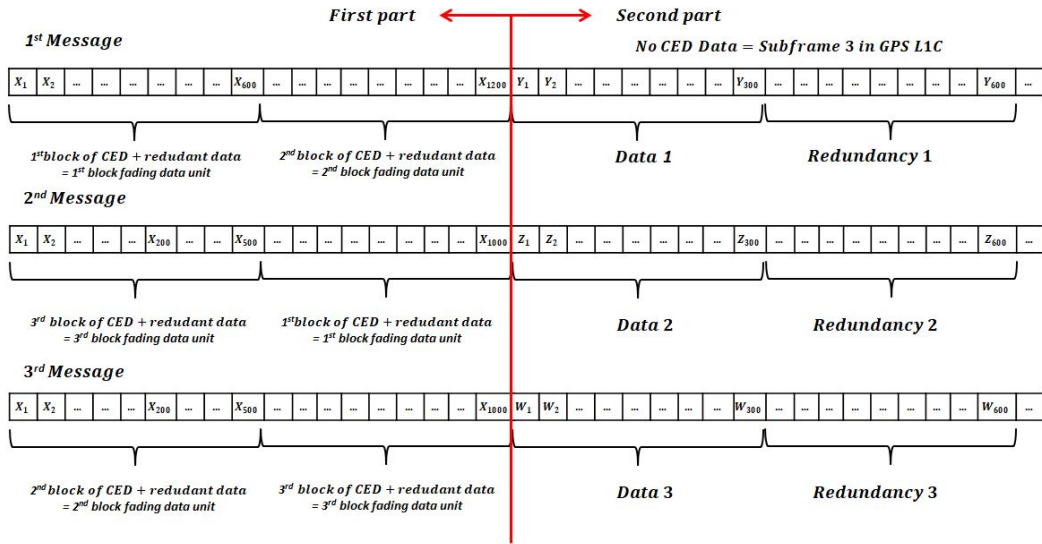 First part Second part
1st Message
No CED Data = Subframe 3 in GPS L1C
X1 X2 ... ... ... ... ... ... X600 ... ... ... ... ... ... ... ... X1200 Y1 Y2 ... ... ... ... ... ... Y300 ... ... ... ... ... ... ... ... Y600 ...
1st block of CED + redudant data
= 1st block fading data unit
2nd block of CED + redudant data
= 2nd block fading data unit
Data 1
Redundancy 1
2nd Message
X1 X2 ... ... ... X200 ... ... X500 ... ... ... ... ... ... ... ... X1000 Z1 Z2 ... ... ... ... ... ... Z300 ... ... ... ... ... ... ... ... Z600 ...
3rd block of CED + redudant data
= 3rd block fading data unit
1st block of CED + redudant data
= 1st block fading data unit
Data 2
Redundancy 2
3rd Message
X1 X2 ... ... ... X200 ... ... X500 ... ... ... ... ... ... ... ... X1000 W1 W2 ... ... ... ... ... ... W300 ... ... ... ... ... ... ... ... W600 ...
2nd block of CED + redudant data
= 2nd block fading data unit
3rd block of CED + redudant data
= 3rd block fading data unit
Data 3
Redundancy 3